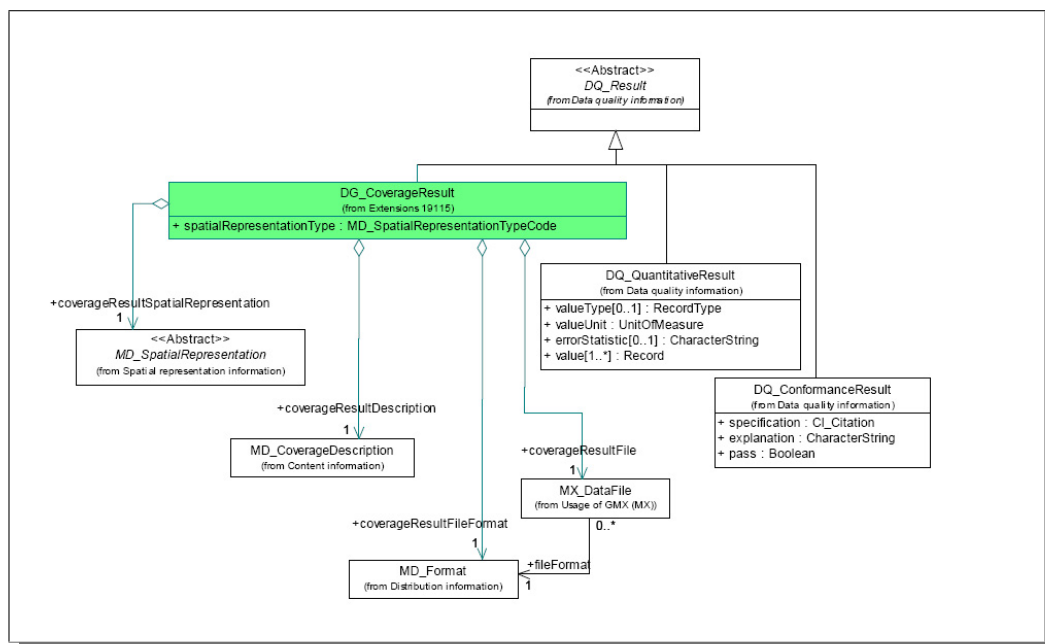 <<Abstract>>
DQ_Result
(from Data quality information)
DG_CoverageResult
(from Extensions 19115)
+ spatialRepresentationType : MD_SpatialRepresentationTypeCode
DQ_QuantitativeResult
(from Data quality information)
+ valueType[0..1] : RecordType
+ valueUnit : UnitOfMeasure
+ errorStatistic[0..1] : CharacterString
+ value[1..*] : Record
+coverageResultSpatialRepresentation
1
<<Abstract>>
MD_SpatialRepresentation
(from Spatial representation information)
DQ_ConformanceResult
(from Data quality information)
+ specification : CI_Citation
+ explanation : CharacterString
+ pass : Boolean
+coverageResultDescription
1
MD_CoverageDescription
(from Content information)
+coverageResultFile
1
MX_DataFile
(from Usage of GMX (MX))
0..*
+coverageResultFileFormat
1
MD_Format
(from Distribution information)
+fileFormat
1